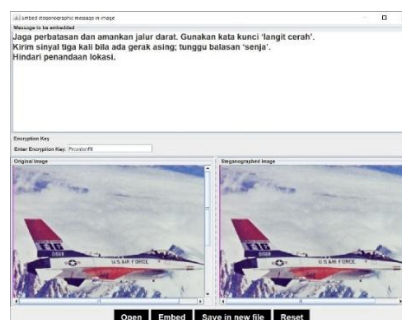 Embed steganographic message in image
Message to be embedded
Jaga perbatasan dan amankan jalur darat. Gunakan kata kunci 'langit cerah'.
Kirim sinyal tiga kali bila ada gerak asing; tunggu balasan 'senja'.
Hindari penandaan lokasi.
Encryption Key
Enter Encryption Key:
Original Image Steganographed Image
F16 F16
U.S. AIR FORCE U.S. AIR FORCE
Open Embed Save in new file Reset